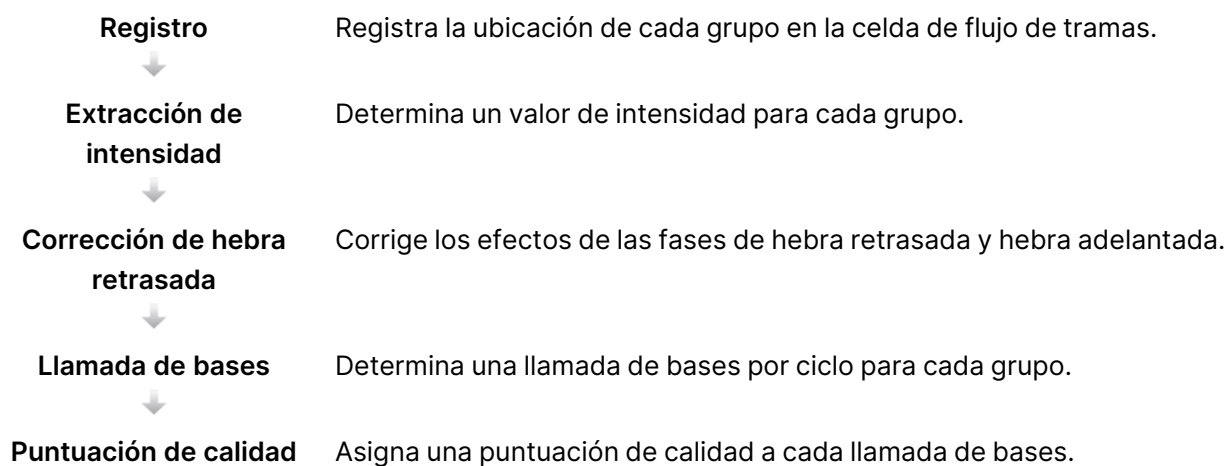 Registro
Registra la ubicación de cada grupo en la celda de flujo de tramas.
Extracción de
intensidad
Determina un valor de intensidad para cada grupo.
Corrección de hebra
retrasada
Corrige los efectos de las fases de hebra retrasada y hebra adelantada.
Llamada de bases
Determina una llamada de bases por ciclo para cada grupo.
Puntuación de calidad
Asigna una puntuación de calidad a cada llamada de bases.